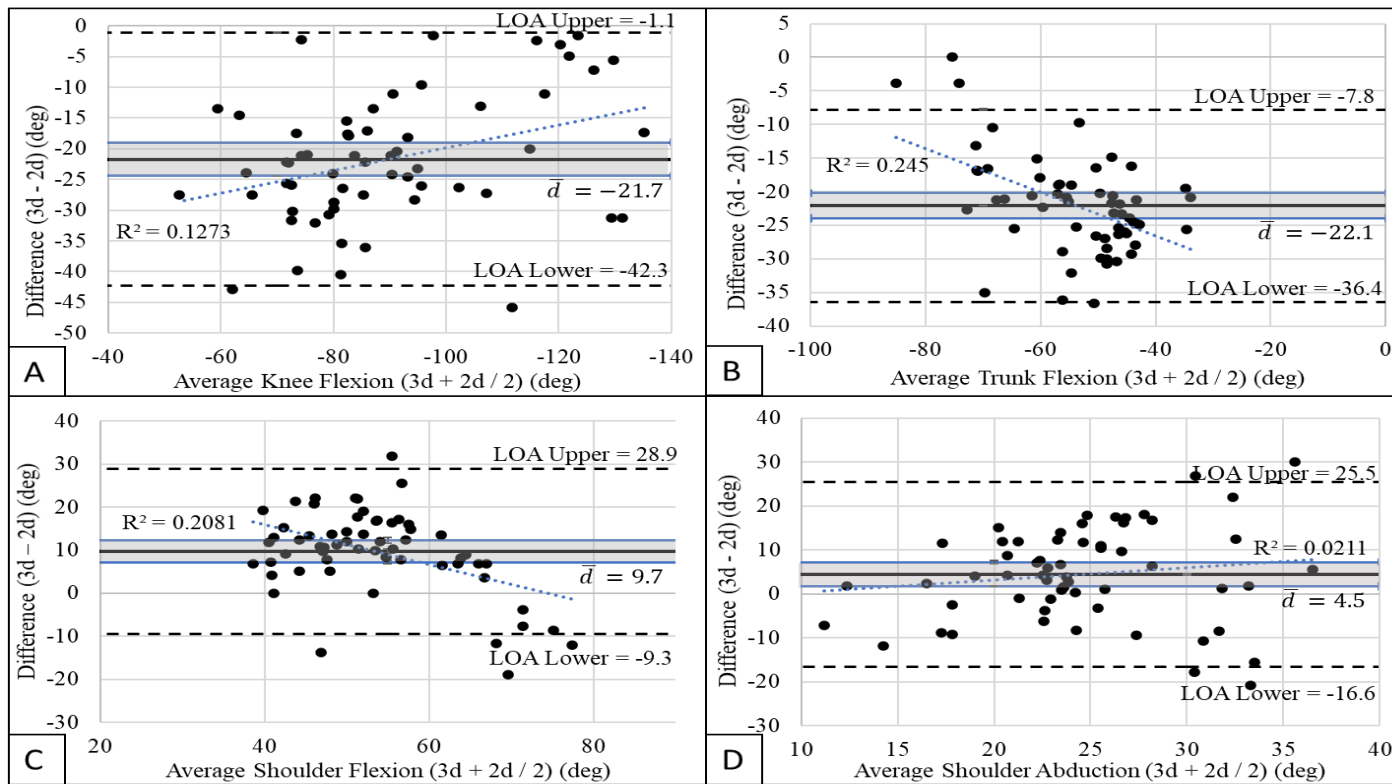 LOA Upper = -1.1
0
-5
-10
-15
-20
-25
-30
-35
-40
-45
-50
Difference (3d - 2d) (deg)
R² = 0.1273
d = −21.7
LOA Lower = -42.3
-40 -60 -80 -100 -120 -140
A
Average Knee Flexion (3d + 2d / 2) (deg)
B
5
0
-5
-10
-15
-20
-25
-30
-35
-40
Difference (3d - 2d) (deg)
LOA Upper = -7.8
R² = 0.245
d = −22.1
LOA Lower = -36.4
-100 -80 -60 -40 -20 0
Average Trunk Flexion (3d + 2d / 2) (deg)
40
30
20
10
0
-10
-20
-30
Difference (3d – 2d) (deg
LOA Upper = 28.9
R² = 0.2081
d = 9.7
LOA Lower = -9.3
20 40 60 80
C
Average Shoulder Flexion (3d + 2d / 2) (deg)
40
30
20
10
0
-10
-20
-30
Difference (3d - 2d) (deg)
LOA Upper = 25.5
R² = 0.0211
d = 4.5
LOA Lower = -16.6
10 15 20 25 30 35 40
D
Average Shoulder Abduction (3d + 2d / 2) (deg)